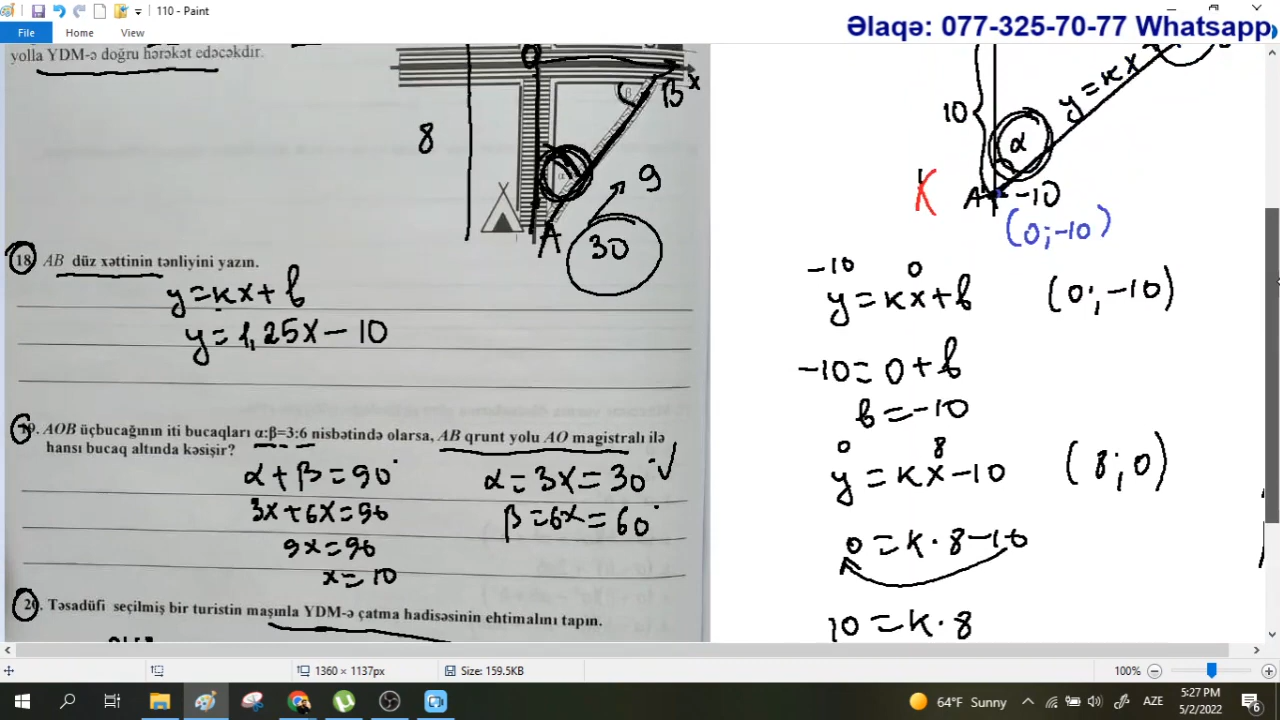 110 - Paint
Əlaqə: 077-325-70-77 Whatsapp
File
Home
View
yolla YDM-ə doğru hərəkət edəcəkdir.
O
x
B
β
8
α
9
A
30
18. AB düz xəttinin tənliyini yazın.
y=kx+b
y=1,25x-10
19. AOB üçbucağının iti bucaqları α:β=3:6 nisbətində olarsa, AB qrunt yolu AO magistralı ilə
hansı bucaq altında kəsişir?
α+β=90°
3x+6x=90
9x=90
x=10
α=3x=30°
β=6x=60°
20. Təsadüfi seçilmiş bir turistin maşınla YDM-ə çatma hadisəsinin ehtimalını tapın.
10
y=kx
α
K
A
-10
(0;-10)
-10 0
y=kx+b (0;-10)
-10=0+b
b=-10
0 8
y=kx-10 (8;0)
0=k·8-10
10=k·8
1360 × 1137px
Size: 159.5KB
100%
64°F Sunny
AZE
5:27 PM
5/2/2022
6